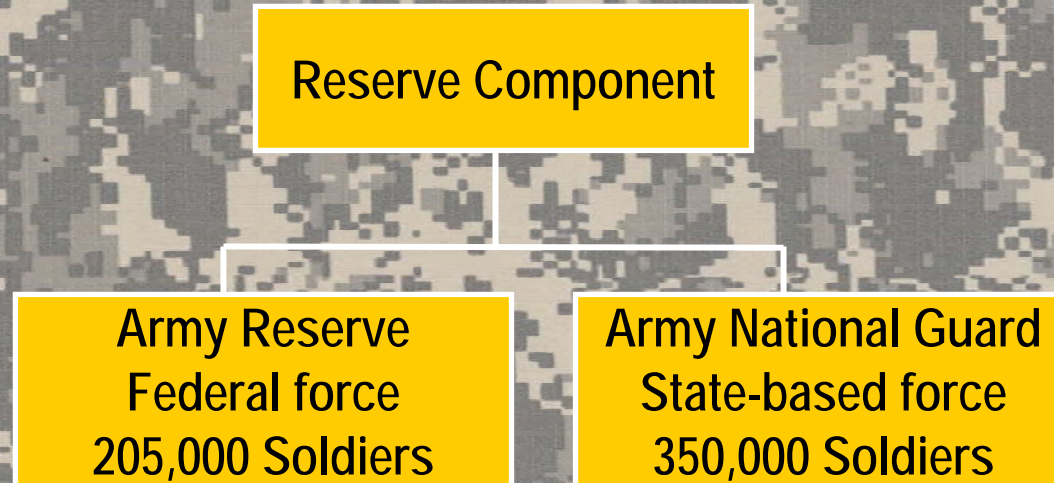 Reserve Component
Army Reserve
Federal force
205,000 Soldiers
Army National Guard
State-based force
350,000 Soldiers